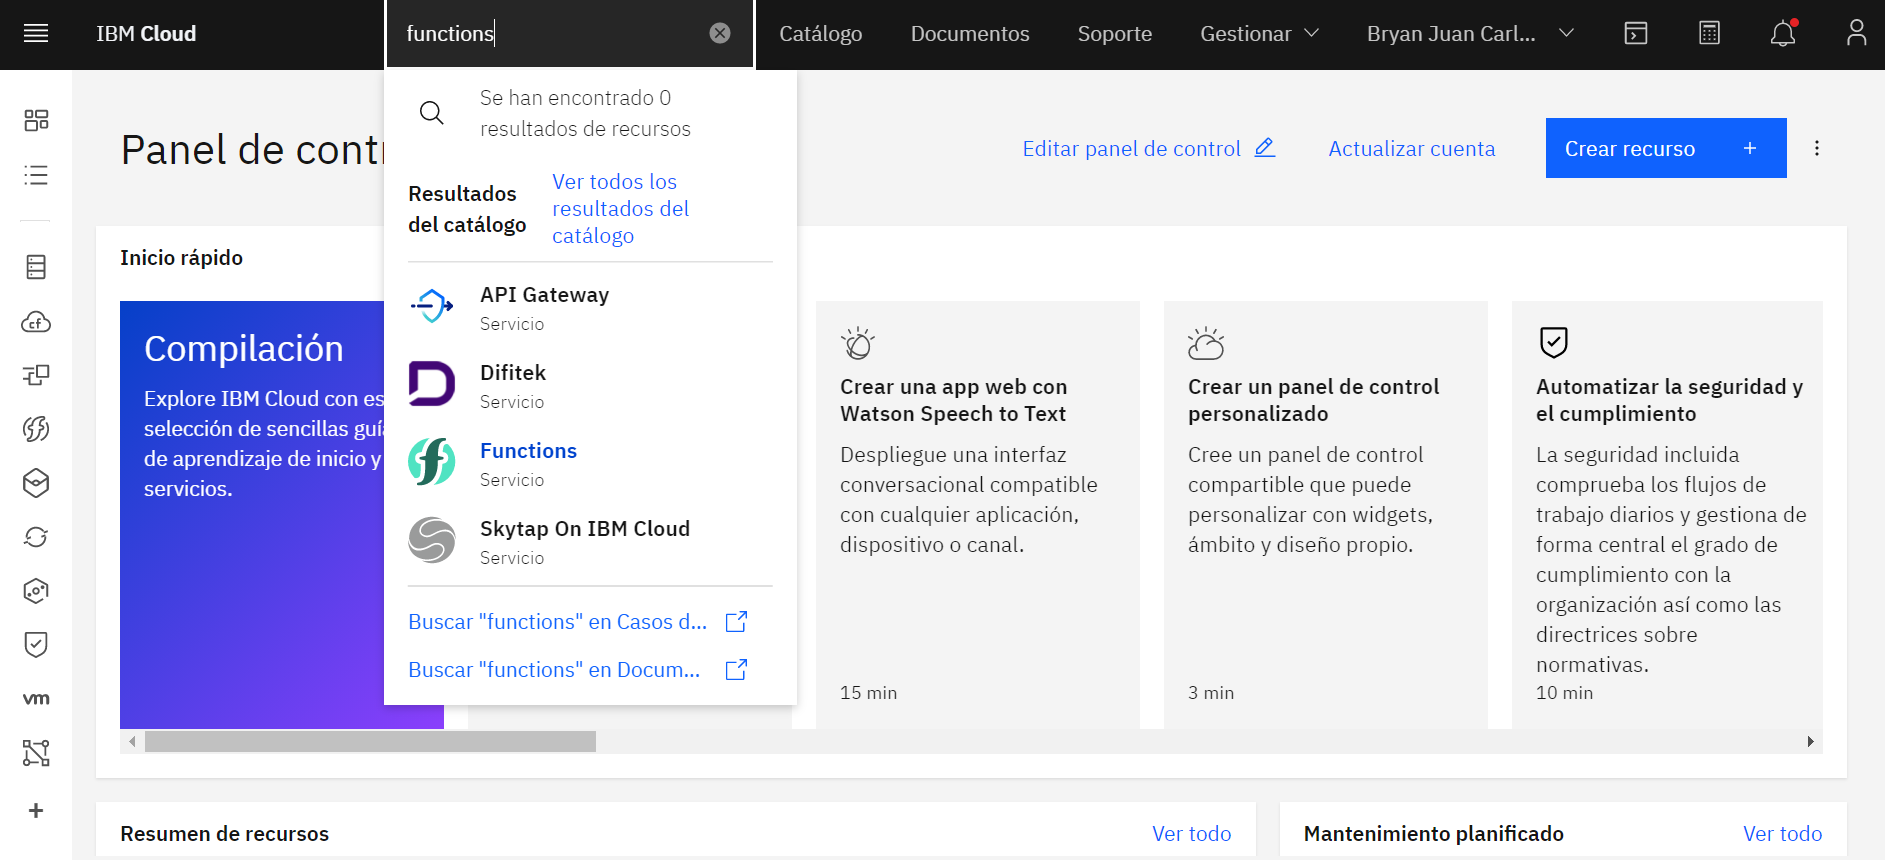 IBM Cloud
functions
Catálogo
Documentos
Soporte
Gestionar
Bryan Juan Carl...
Se han encontrado 0
resultados de recursos
Resultados
del catálogo
Ver todos los
resultados del
catálogo
API Gateway
Servicio
Difitek
Servicio
Functions
Servicio
Skytap On IBM Cloud
Servicio
Buscar "functions" en Casos d...
Buscar "functions" en Docum...
Panel de cont
Editar panel de control
Actualizar cuenta
Crear recurso +
Inicio rápido
Compilación
Explore IBM Cloud con es
selección de sencillas guía
de aprendizaje de inicio y
servicios.
Crear una app web con
Watson Speech to Text
Despliegue una interfaz
conversacional compatible
con cualquier aplicación,
dispositivo o canal.
15 min
Crear un panel de control
personalizado
Cree un panel de control
compartible que puede
personalizar con widgets,
ámbito y diseño propio.
3 min
Automatizar la seguridad y
el cumplimiento
La seguridad incluida
comprueba los flujos de
trabajo diarios y gestiona de
forma central el grado de
cumplimiento con la
organización así como las
directrices sobre
normativas.
10 min
cf
vm
Resumen de recursos
Ver todo
Mantenimiento planificado
Ver todo